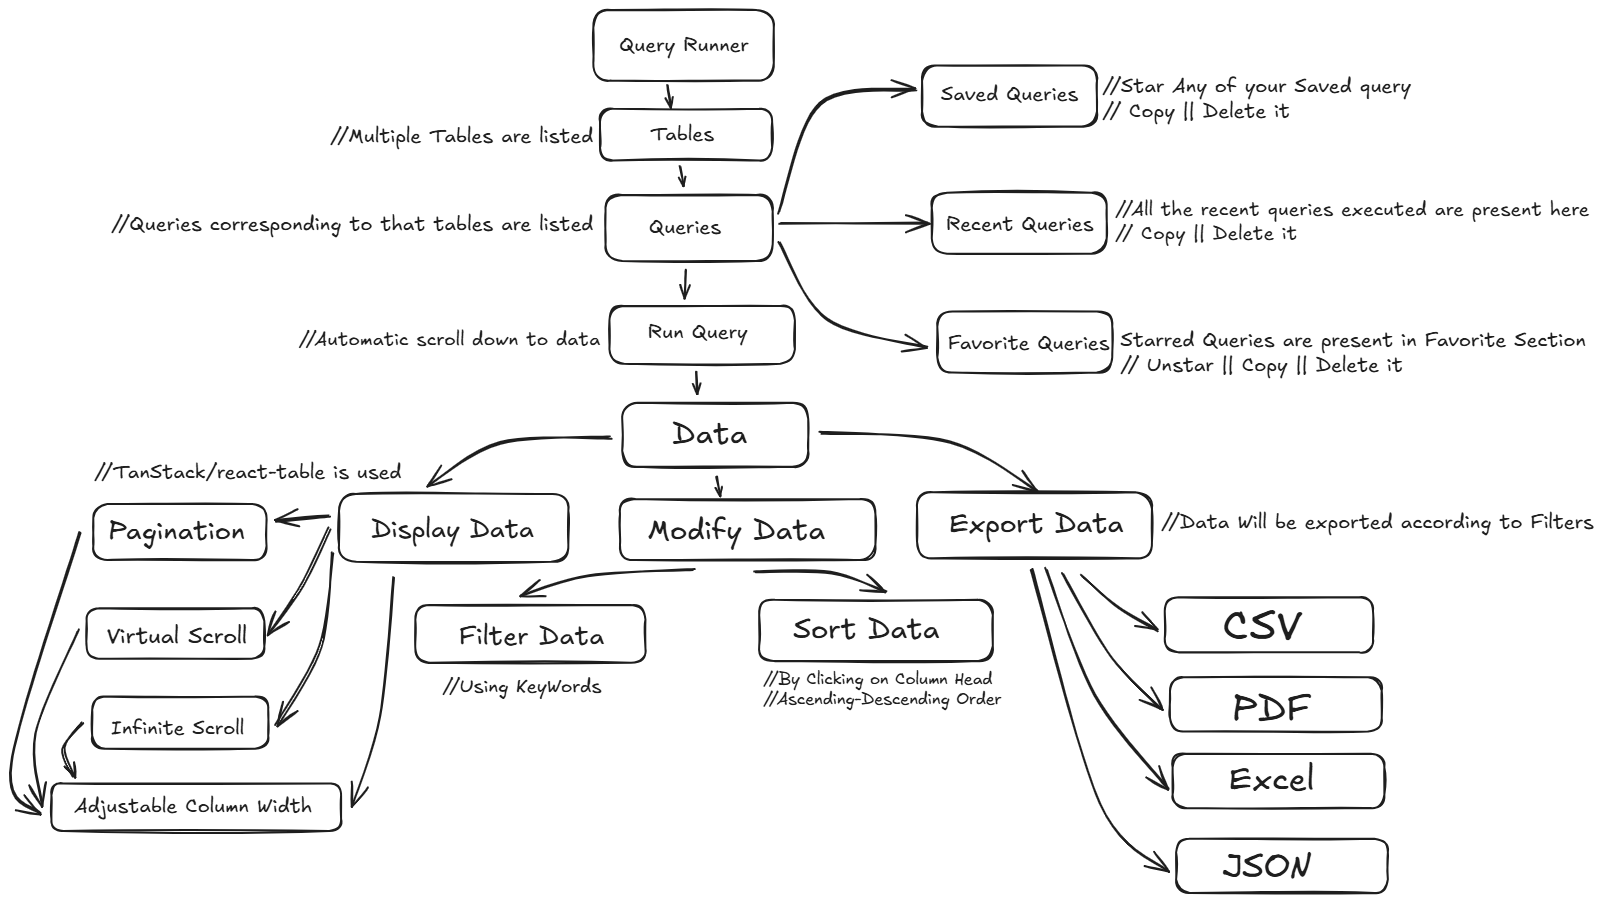 Query Runner
Tables
//Multiple Tables are listed
Queries
//Queries corresponding to that tables are listed
Saved Queries
//Star Any of your Saved query
// Copy || Delete it
Recent Queries
//All the recent queries executed are present here
// Copy || Delete it
Favorite Queries
Starred Queries are present in Favorite Section
// Unstar || Copy || Delete it
Run Query
//Automatic scroll down to data
Data
//TanStack/react-table is used
Display Data
Pagination
Virtual Scroll
Infinite Scroll
Adjustable Column Width
Modify Data
Filter Data
//Using KeyWords
Sort Data
//By Clicking on Column Head
//Ascending-Descending Order
Export Data
//Data Will be exported according to Filters
CSV
PDF
Excel
JSON